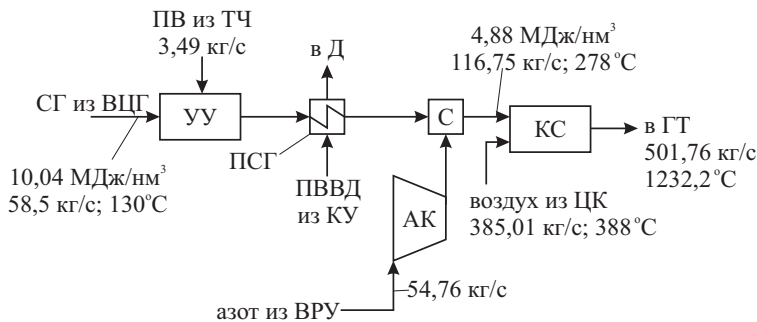 ПВ из ТЧ
3,49 кг/с
в Д
4,88 МДж/нм³
116,75 кг/с; 278 °С
СГ из ВЦГ
УУ
С
КС
в ГТ
501,76 кг/с
1232,2°С
ПСГ
10,04 МДж/нм³
58,5 кг/с; 130°С
ПВВД
из КУ
АК
воздух из ЦК
385,01 кг/с; 388 °С
54,76 кг/с
азот из ВРУ